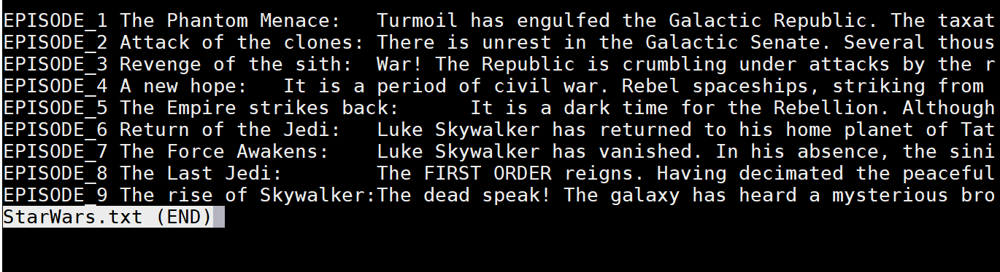 EPISODE_1 The Phantom Menace:   Turmoil has engulfed the Galactic Republic. The taxat
EPISODE_2 Attack of the clones: There is unrest in the Galactic Senate. Several thous
EPISODE_3 Revenge of the sith:  War! The Republic is crumbling under attacks by the r
EPISODE_4 A new hope:   It is a period of civil war. Rebel spaceships, striking from
EPISODE_5 The Empire strikes back:      It is a dark time for the Rebellion. Although
EPISODE_6 Return of the Jedi:   Luke Skywalker has returned to his home planet of Tat
EPISODE_7 The Force Awakens:    Luke Skywalker has vanished. In his absence, the sini
EPISODE_8 The Last Jedi:        The FIRST ORDER reigns. Having decimated the peaceful
EPISODE_9 The rise of Skywalker:The dead speak! The galaxy has heard a mysterious bro
StarWars.txt (END)